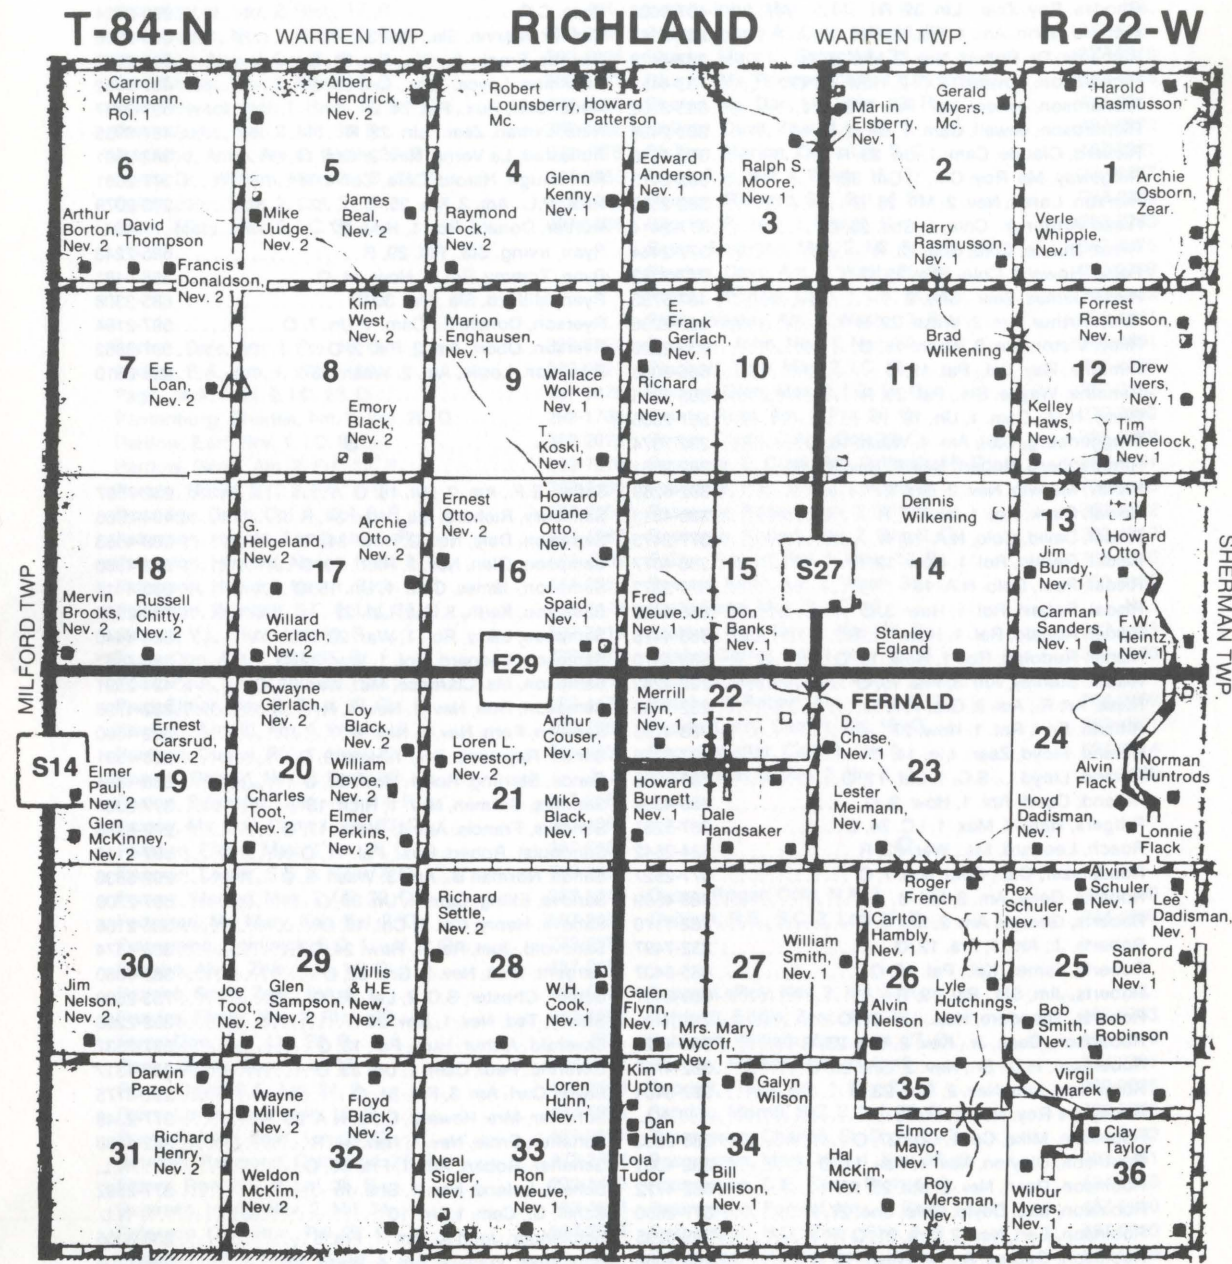 T 84-N
RICHLAND
R 22-W
WARREN TWP.
WARREN TWP.
MILFORD TWP.
SHERMAN TWP.
Carroll
Meimann,
Rol. 1
6
Arthur
Borton,
Nev. 2
David
Thompson
Francis
Donaldson,
Nev. 2
Albert
Hendrick,
Nev. 2
5
Mike
Judge,
Nev. 2
James
Beal,
Nev. 2
Robert
Lounsberry,
Mc.
Howard
Patterson
4
Glenn
Kenny,
Nev. 1
Raymond
Lock,
Nev. 2
Edward
Anderson,
Nev. 1
Ralph S.
Moore,
Nev. 1
3
Marlin
Elsberry,
Nev. 1
Gerald
Myers,
Mc.
2
Harry
Rasmusson,
Nev. 1
Harold
Rasmusson
1
Archie
Osborn,
Zear.
Verle
Whipple,
Nev. 2
7
E.E.
Loan,
Nev. 2
Kim
West,
Nev. 2
8
Emory
Black,
Nev. 2
Marion
Enghausen,
Nev. 1
9
Wallace
Wolken,
Nev. 1
T.
Koski,
Nev. 1
E. Frank
Gerlach,
Nev. 1
10
Richard
New,
Nev. 1
Brad
Wilkening
11
Forrest
Rasmusson,
Nev. 1
12
Drew
Ivers,
Nev. 1
Kelley
Haws,
Nev. 1
Tim
Wheelock,
Nev. 1
18
Mervin
Brooks,
Nev. 2
Russell
Chitty,
Nev. 2
G.
Helgerson,
Nev. 2
Archie
Otto,
Nev. 2
17
Willard
Gerlach,
Nev. 2
Ernest
Otto,
Nev. 2
Howard
Duane
Otto,
Nev. 1
16
J.
Spaid,
Nev. 1
E29
15
S27
Fred
Weuve Jr.,
Nev. 1
Don
Banks,
Nev. 1
Dennis
Wilkening
14
Stanley
Egland
13
Howard
Otto
Jim
Bundy,
Nev. 1
Carlton
Sanders,
Nev. 1
F.W.
Heintz,
Nev. 1
S14
Ernest
Carsrud,
Nev. 2
19
Elmer
Paul,
Nev. 2
Glen
McKinney,
Nev. 2
Dwayne
Gerlach,
Nev. 2
Low
Black,
Nev. 2
20
William
Devoe,
Nev. 2
Charles
Toot,
Nev. 2
Elmer
Perkins,
Nev. 2
Loren L.
Pevestorf,
Nev. 2
Arthur
Couser,
Nev. 1
21
Mike
Black,
Nev. 1
Merrill
Flyn,
Nev. 1
22
Howard
Burnett,
Nev. 1
Dale
Handsaker
FERNALD
D.
Chase,
Nev. 1
23
Lester
Menzel,
Nev. 1
24
Jim
Flack
Norman
Huntrods
Lloyd
Dadisman,
Nev. 1
Lonnie
Flack
30
Jim
Nelson,
Nev. 2
29
Joe
Toot,
Nev. 2
Glen
Sampson,
Nev. 2
Willis
& H.E.
New,
Nev. 2
Richard
Settle,
Nev. 2
28
W.H.
Cook,
Nev. 1
27
Galen
Flynn,
Nev. 1
Mrs. Mary
Wycoff,
Nev. 1
William
Smith,
Nev. 1
Roger
French
Carlton
Hambly,
Nev. 1
26
Alvin
Nelson
Lyle
Hutchings,
Nev. 1
Rex
Schuler,
Nev. 1
Alvin
Schuler,
Nev. 1
Lee
Dadisman,
Nev. 1
25
Sanford
Duea,
Nev. 1
Bob
Smith,
Nev. 1
Bob
Robinson
Darwin
Pazeck
31
Richard
Henry,
Nev. 2
Wayne
Miller,
Nev. 2
Floyd
Black,
Nev. 2
32
Weldon
McKim,
Nev. 2
Loren
Huhn,
Nev. 1
33
Neal
Sigler,
Nev. 1
Ron
Weuve,
Nev. 1
Kim
Upton
Dan
Huhn
Lola
Tudor
Galyn
Wilson
34
Bill
Allison,
Nev. 1
Hal
McKim,
Nev. 1
35
Elmore
Mayo,
Nev. 1
Roy
Mersman,
Nev. 1
Virgil
Marek
Clay
Taylor
36
Wilbur
Myers,
Nev. 1